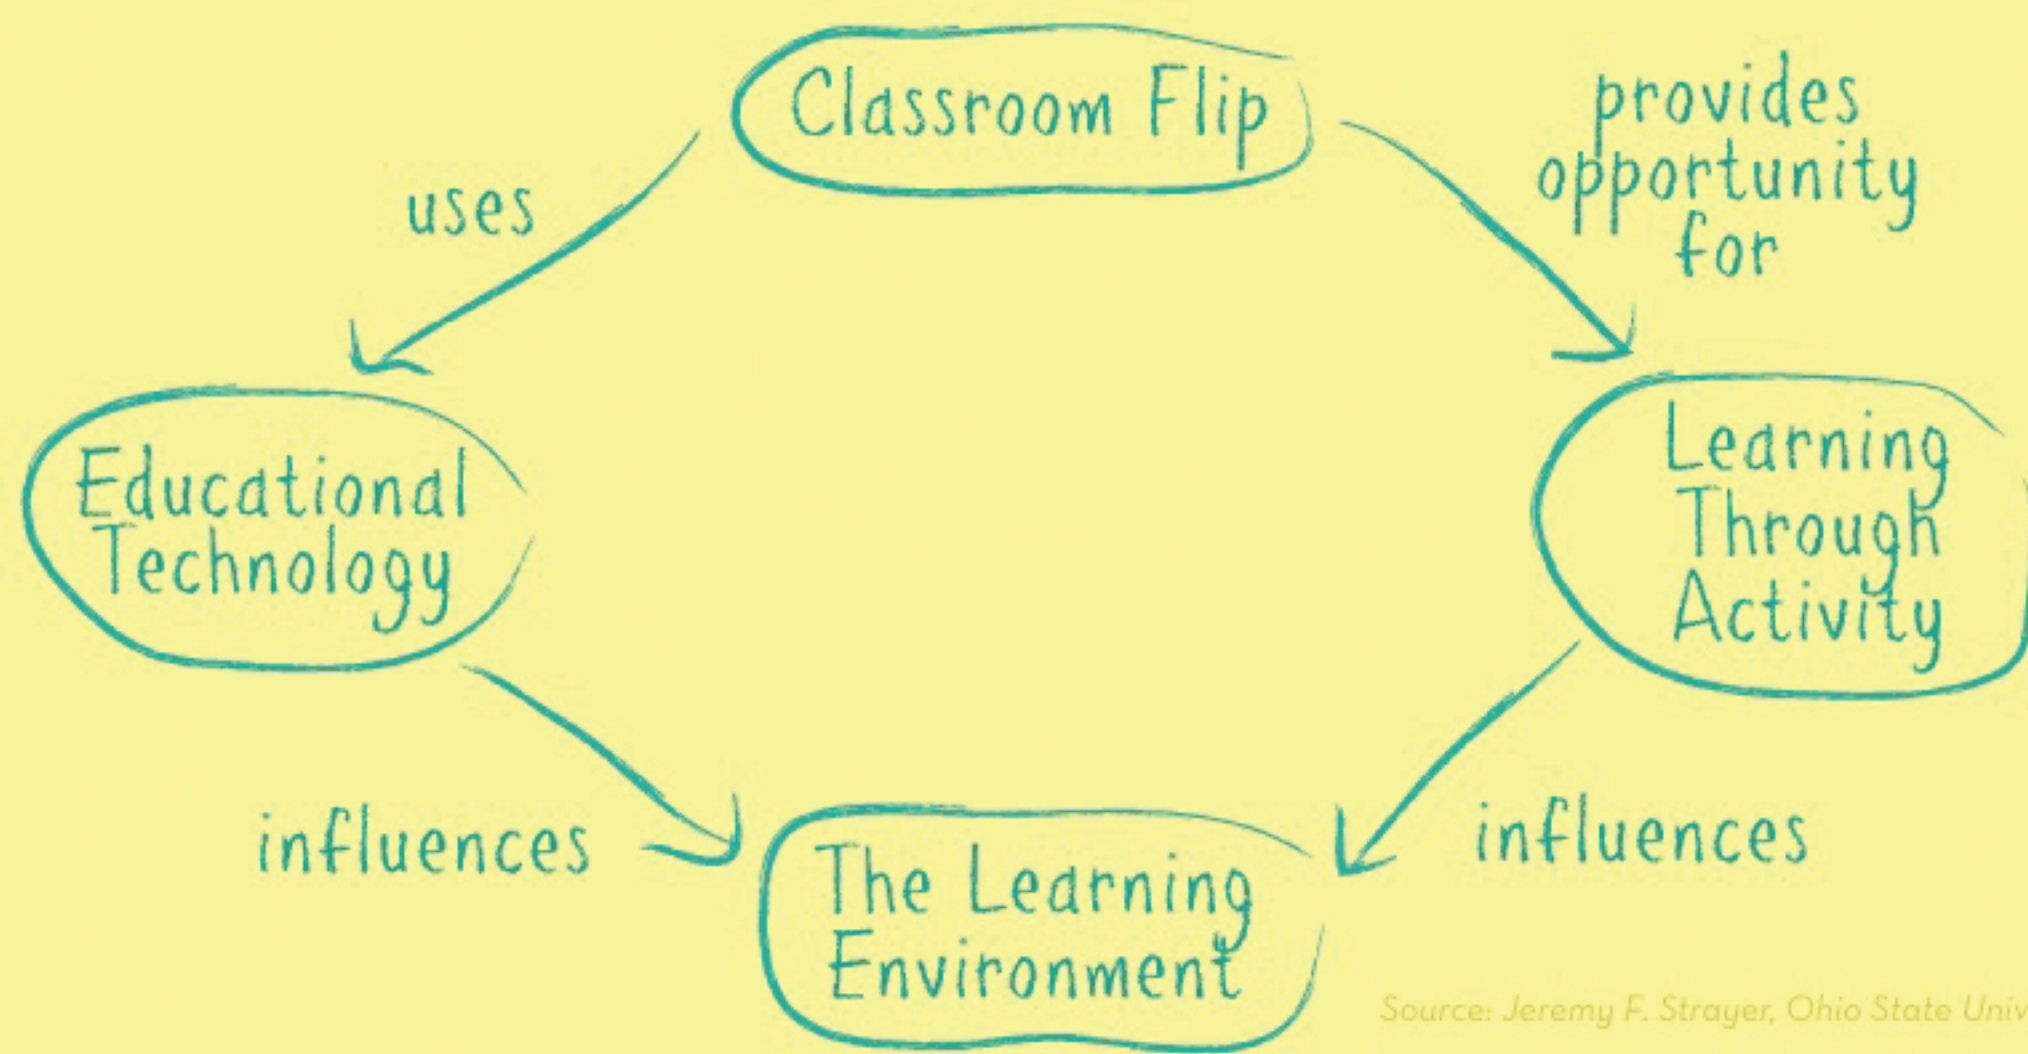 Classroom Flip
uses
provides
opportunity
for
Educational
Technology
Learning
Through
Activity
influences
influences
The Learning
Environment
Source: Jeremy F. Strayer, Ohio State Univ